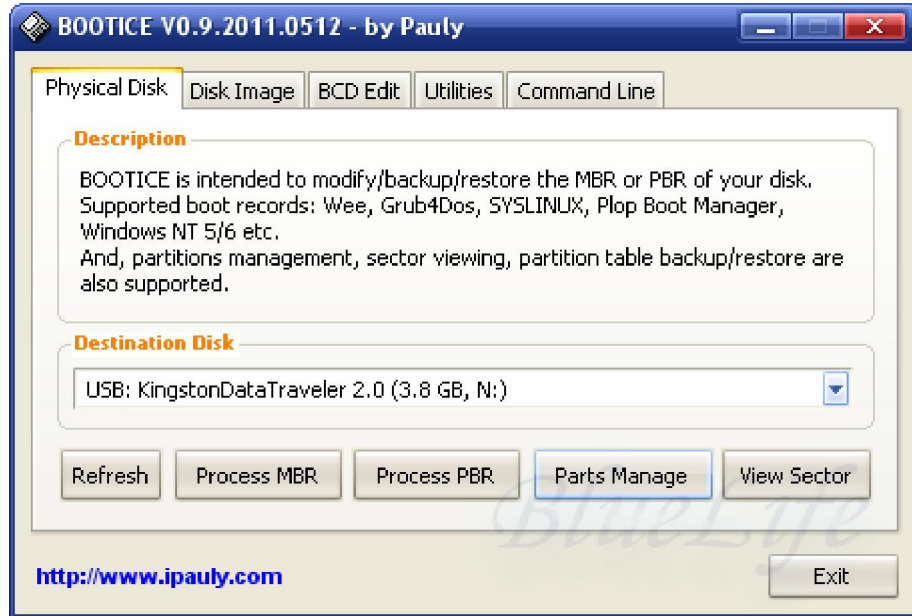 BOOTICE V0.9.2011.0512 - by Pauly
Physical Disk Disk Image BCD Edit Utilities Command Line
Description
BOOTICE is intended to modify/backup/restore the MBR or PBR of your disk.
Supported boot records: Wee, Grub4Dos, SYSLINUX, Plop Boot Manager,
Windows NT 5/6 etc.
And, partitions management, sector viewing, partition table backup/restore are
also supported.
Destination Disk
USB: KingstonDataTraveler 2.0 (3.8 GB, N:)
Refresh Process MBR Process PBR Parts Manage View Sector
BlueLife
http://www.ipauly.com Exit